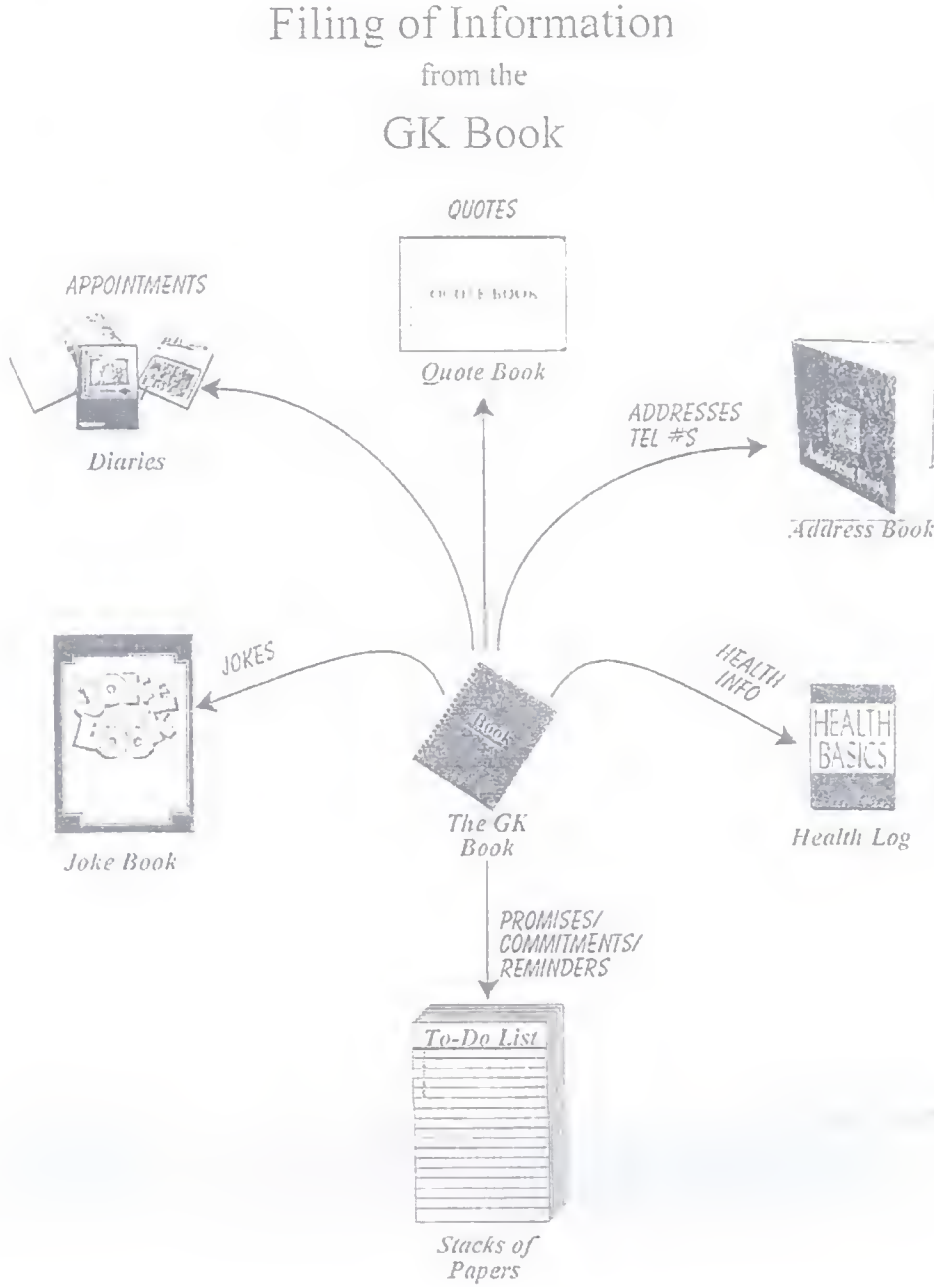 Filing of Information
from the
GK Book
QUOTES
QUOTE BOOK
Quote Book
APPOINTMENTS
Diaries
ADDRESSES
TEL #S
Address Book
JOKES
Joke Book
Book
The GK
Book
HEALTH
INFO
HEALTH
BASICS
Health Log
PROMISES/
COMMITMENTS/
REMINDERS
To-Do List
Stacks of
Papers